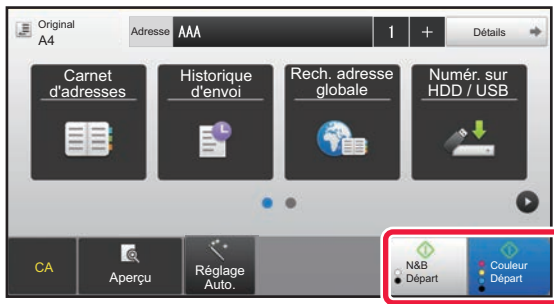 Original
A4
Adresse AAA 1 + Détails
Carnet
d'adresses
Historique
d'envoi
Rech. adresse
globale
Numér. sur
HDD / USB
CA
Aperçu
Réglage
Auto.
N&B
Départ
Couleur
Départ